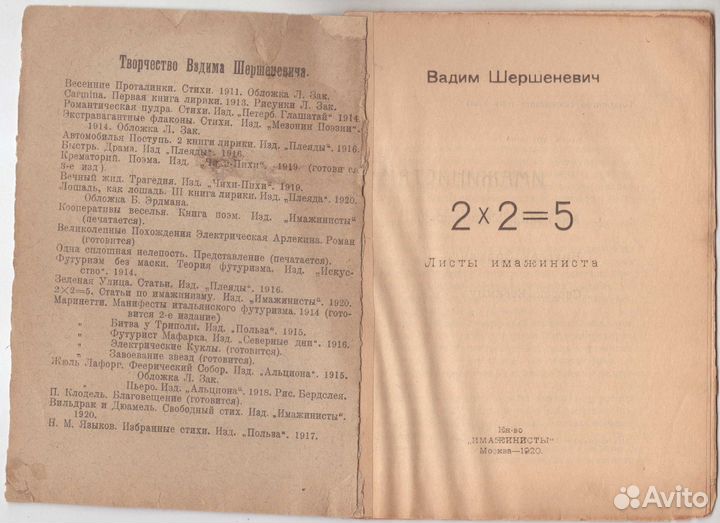 Творчество Вадима Шершеневича.
Весенние Проталинки. Стихи. 1911. Обложка Л. Зак.
Carmina. Первая книга лирики. 1913. Рисунки Л. Зак.
Романтическая пудра. Стихи. Изд. „Петерб. Глашатай“ 1914.
Экстравагантные флаконы. Стихи. Изд. „Мезонин Поэзии“.
1914. Обложка Л. Зак.
Автомобилья Поступь. 2 книги лирики. Изд. „Плеяды“. 1916.
Быстрь. Драма. Изд „Плеяды“. 1916.
Крематорий. Поэма. Изд. „Чихи-Пихи“. 1919. (готовится
3-е изд.)
Вечный жид. Трагедия. Изд. „Чихи-Пихи“. 1919.
Лошадь, как лошадь. III книга лирики. Изд. „Плеяда“. 1920.
Обложка Б. Эрдмана.
Кооперативы веселья. Книга поэм. Изд. „Имажинисты“
(печатается).
Великолепные Похождения Электрическая Арлекина. Роман
(готовится)
Одна сплошная нелепость. Представление (печатается).
Футуризм без маски. Теория футуризма. Изд. „Искус-
ство“. 1914.
Зеленая Улица. Статьи. Изд. „Плеяды“. 1916.
2×2=5. Статьи по имажинизму. Изд. „Имажинисты“. 1920.
Маринетти. Манифесты итальянского футуризма. 1914 (гото-
вится 2-е издание)
„ Битва у Триполи. Изд. „Польза“. 1915.
„ Футурист Мафарка. Изд. „Северные дни“. 1916.
„ Электрические Куклы. (готовится).
„ Завоевание звезд (готовится).
Жюль Лафорг. Феерический Собор. Изд. „Альциона“. 1915.
Обложка Л. Зак.
„ Пьеро. Изд. „Альциона“. 1918. Рис. Бердслея.
П. Клодель. Благовещение (готовится).
Вильдрак и Дюамель. Свободный стих. Изд. „Имажинисты“.
1920.
Н. М. Языков. Избранные стихи. Изд. „Польза“. 1917.
Вадим Шершеневич
2×2=5
Листы имажиниста
Кн-во
„ИМАЖИНИСТЫ“
Москва—1920.
Avito